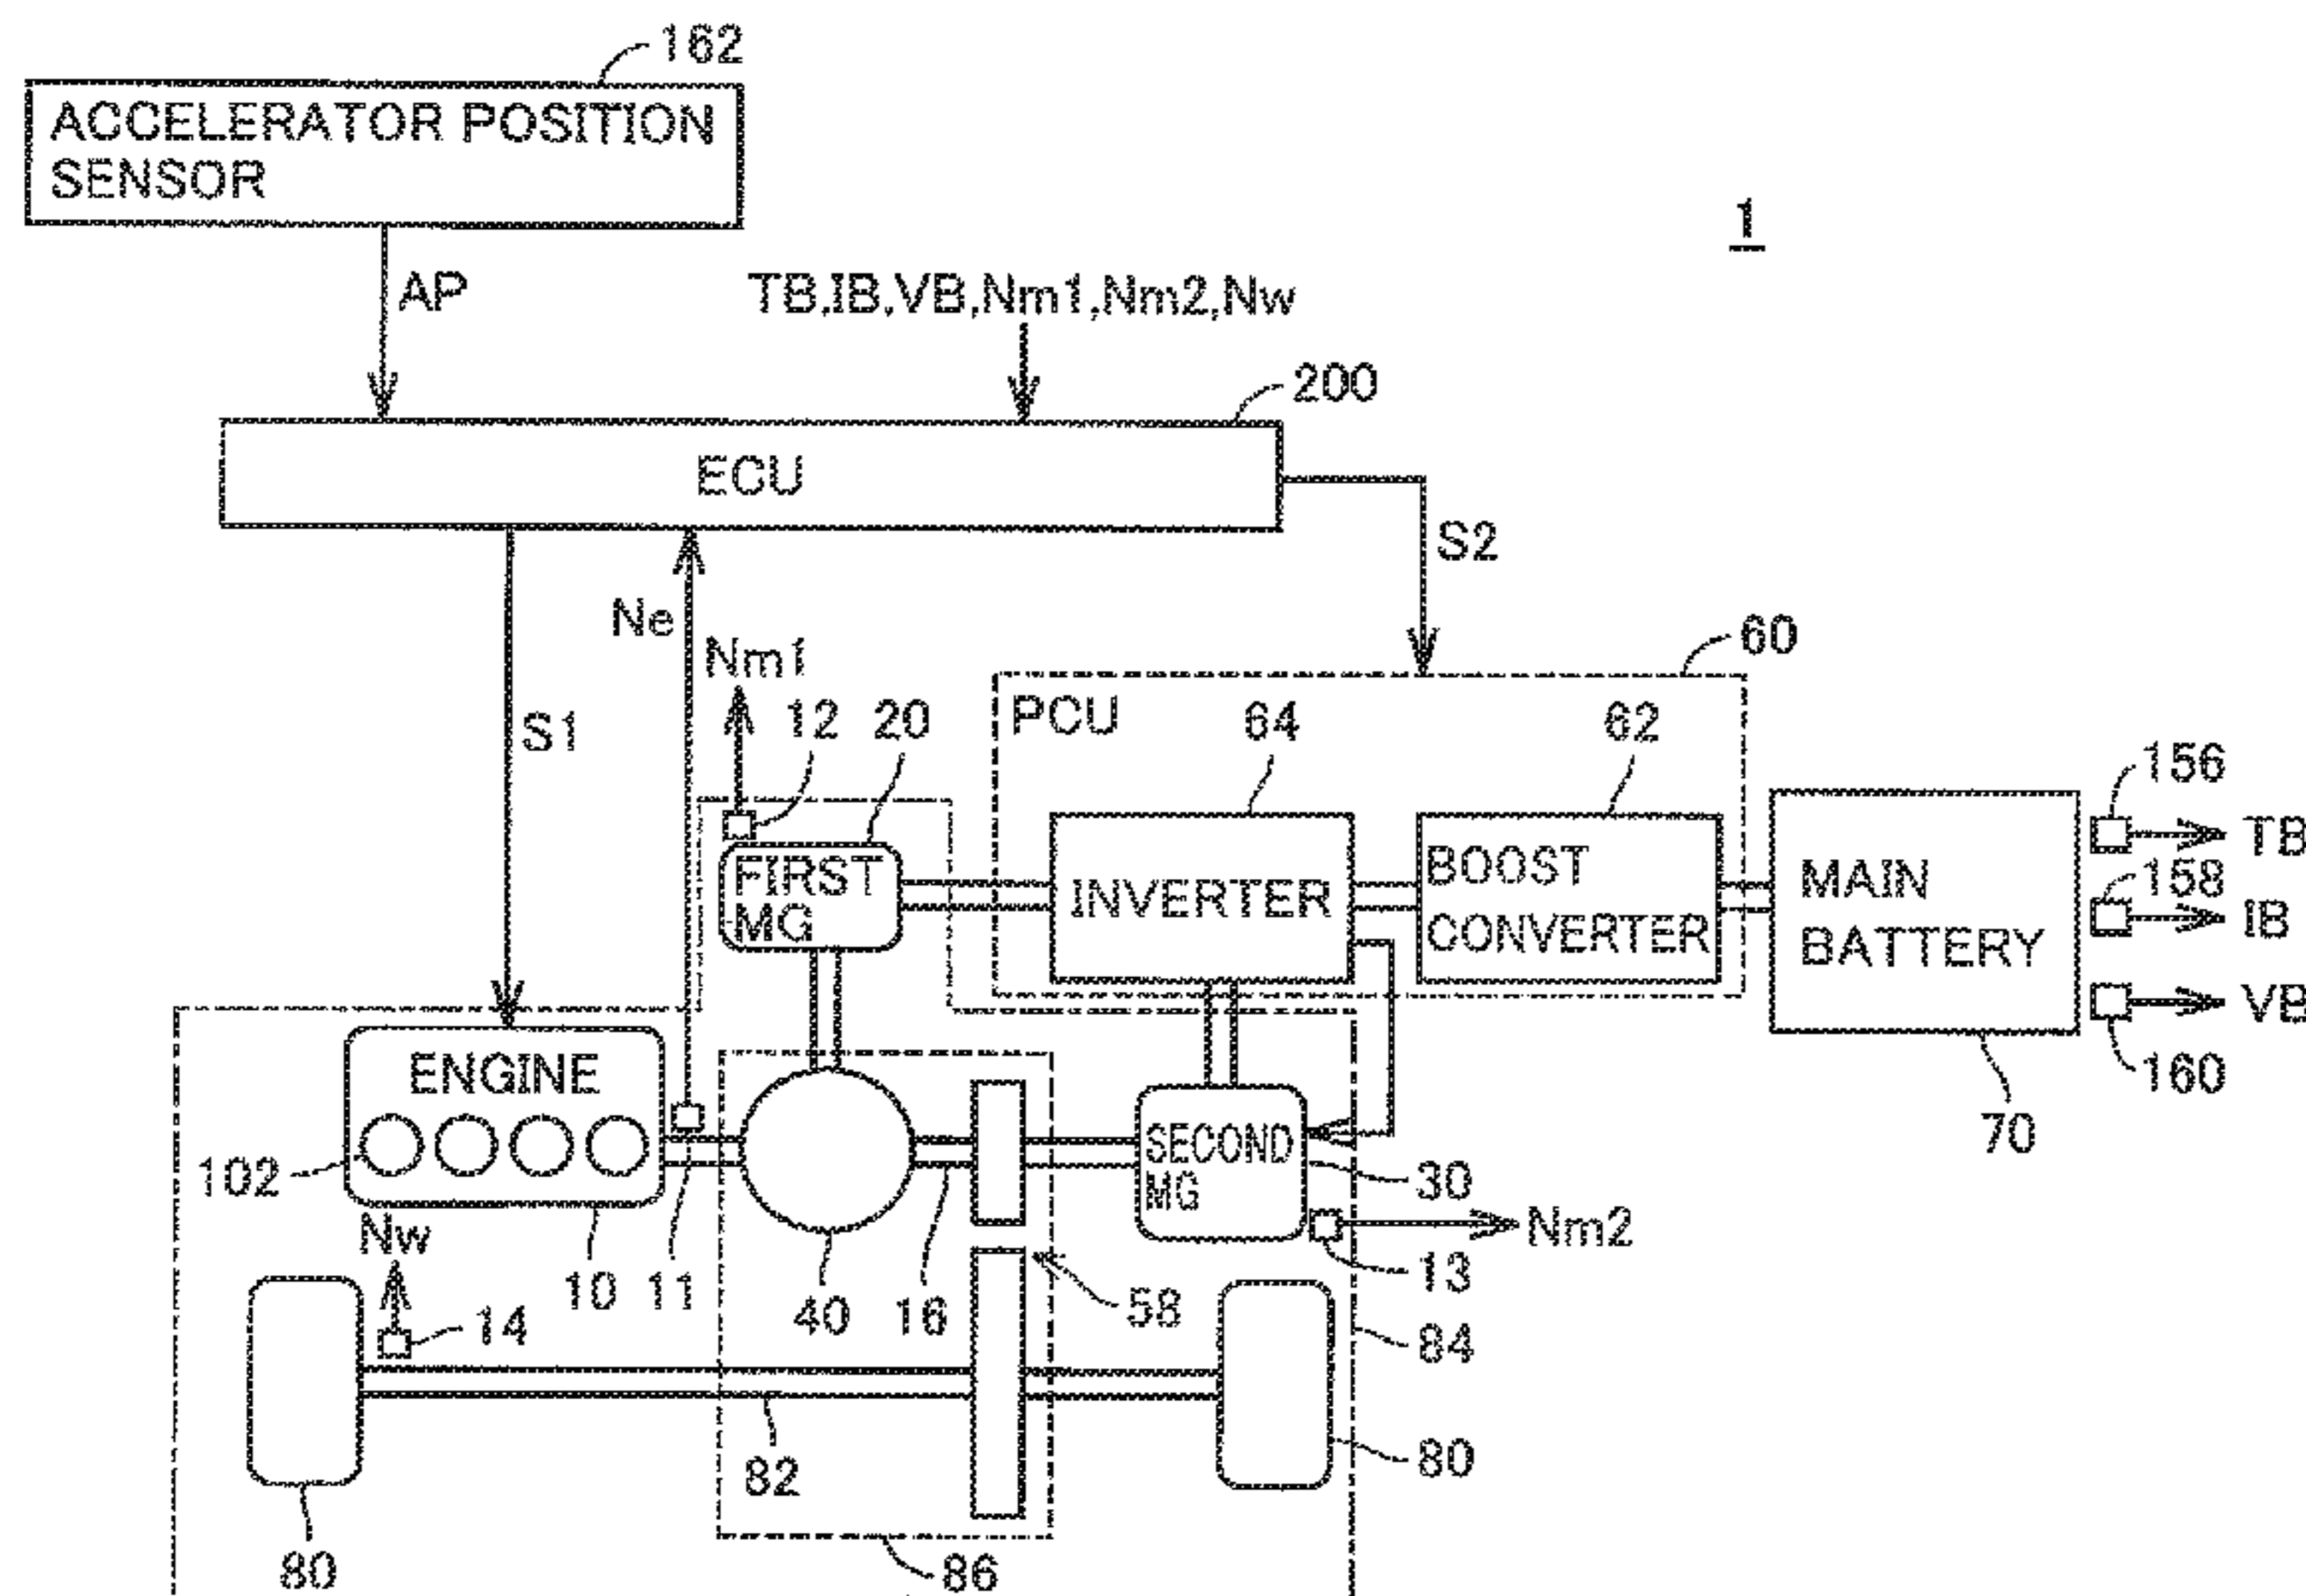 162
ACCELERATOR POSITION
SENSOR
1
AP
TB,IB,VB,Nm1,Nm2,Nw
200
ECU
S2
Ne
60
Nm1
S1
12
20
PCU
64
62
156
TB
FIRST
MG
INVERTER
BOOST
CONVERTER
MAIN
BATTERY
158
IB
VB
160
ENGINE
70
102
SECOND
MG
30
Nw
Nm2
10
11
40
16
58
13
14
84
82
80
80
86